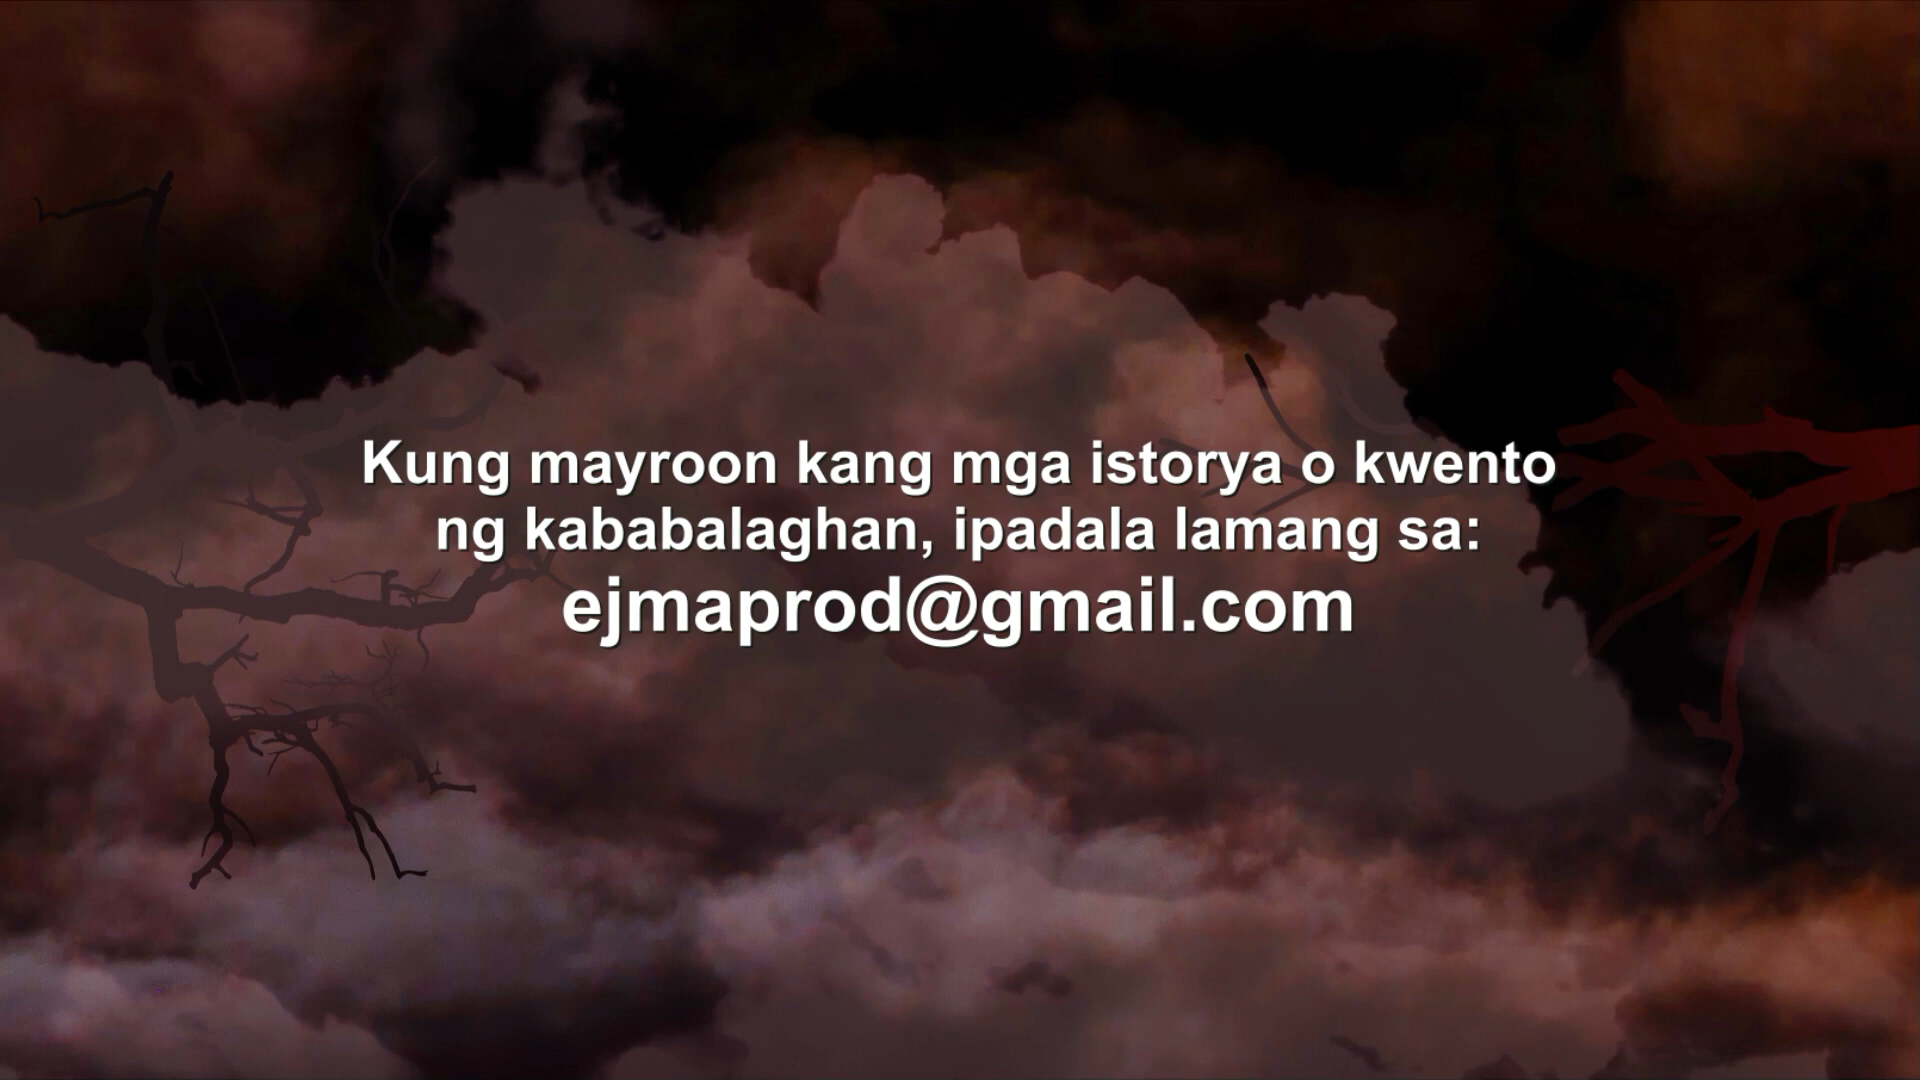 Kung mayroon kang mga istorya o kwento
ng kababalaghan, ipadala lamang sa:
ejmaprod@gmail.com